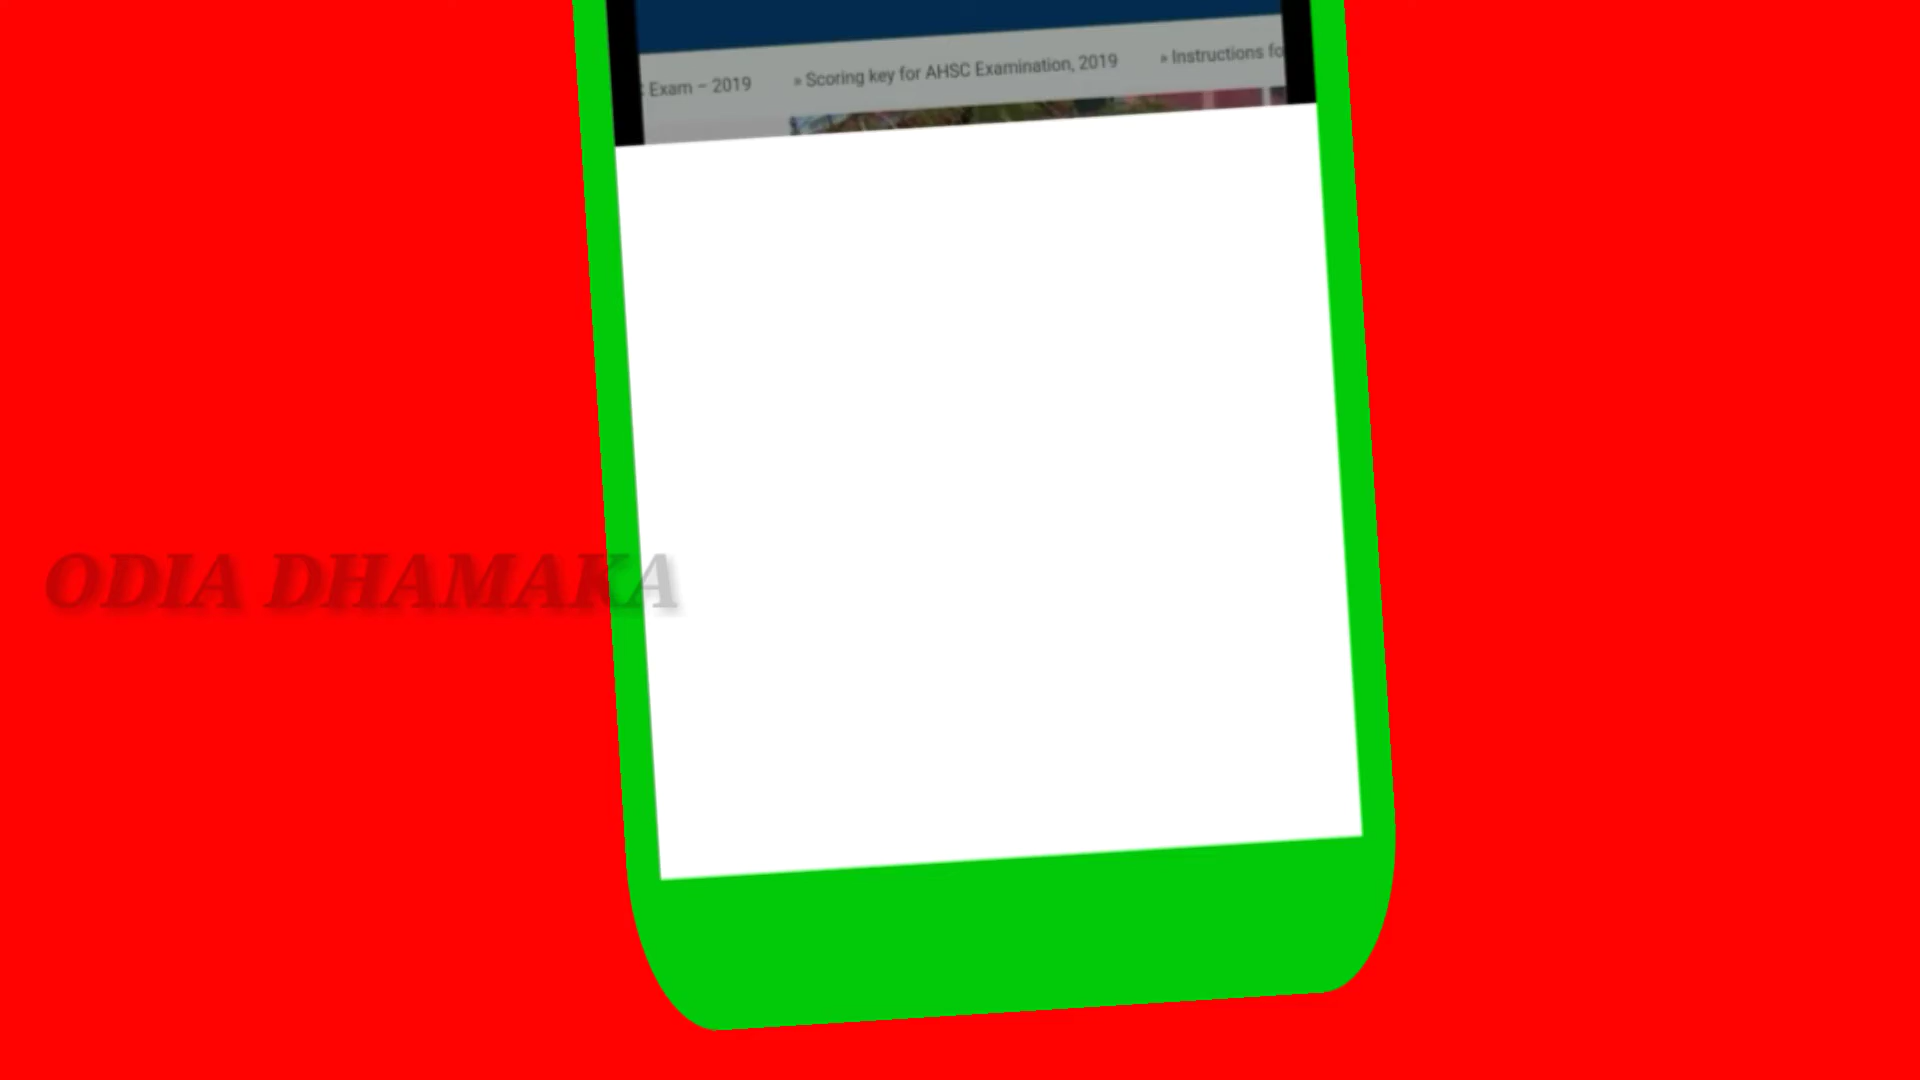 Exam – 2019 » Scoring key for AHSC Examination, 2019 » Instructions fo
ODIA DHAMAKA